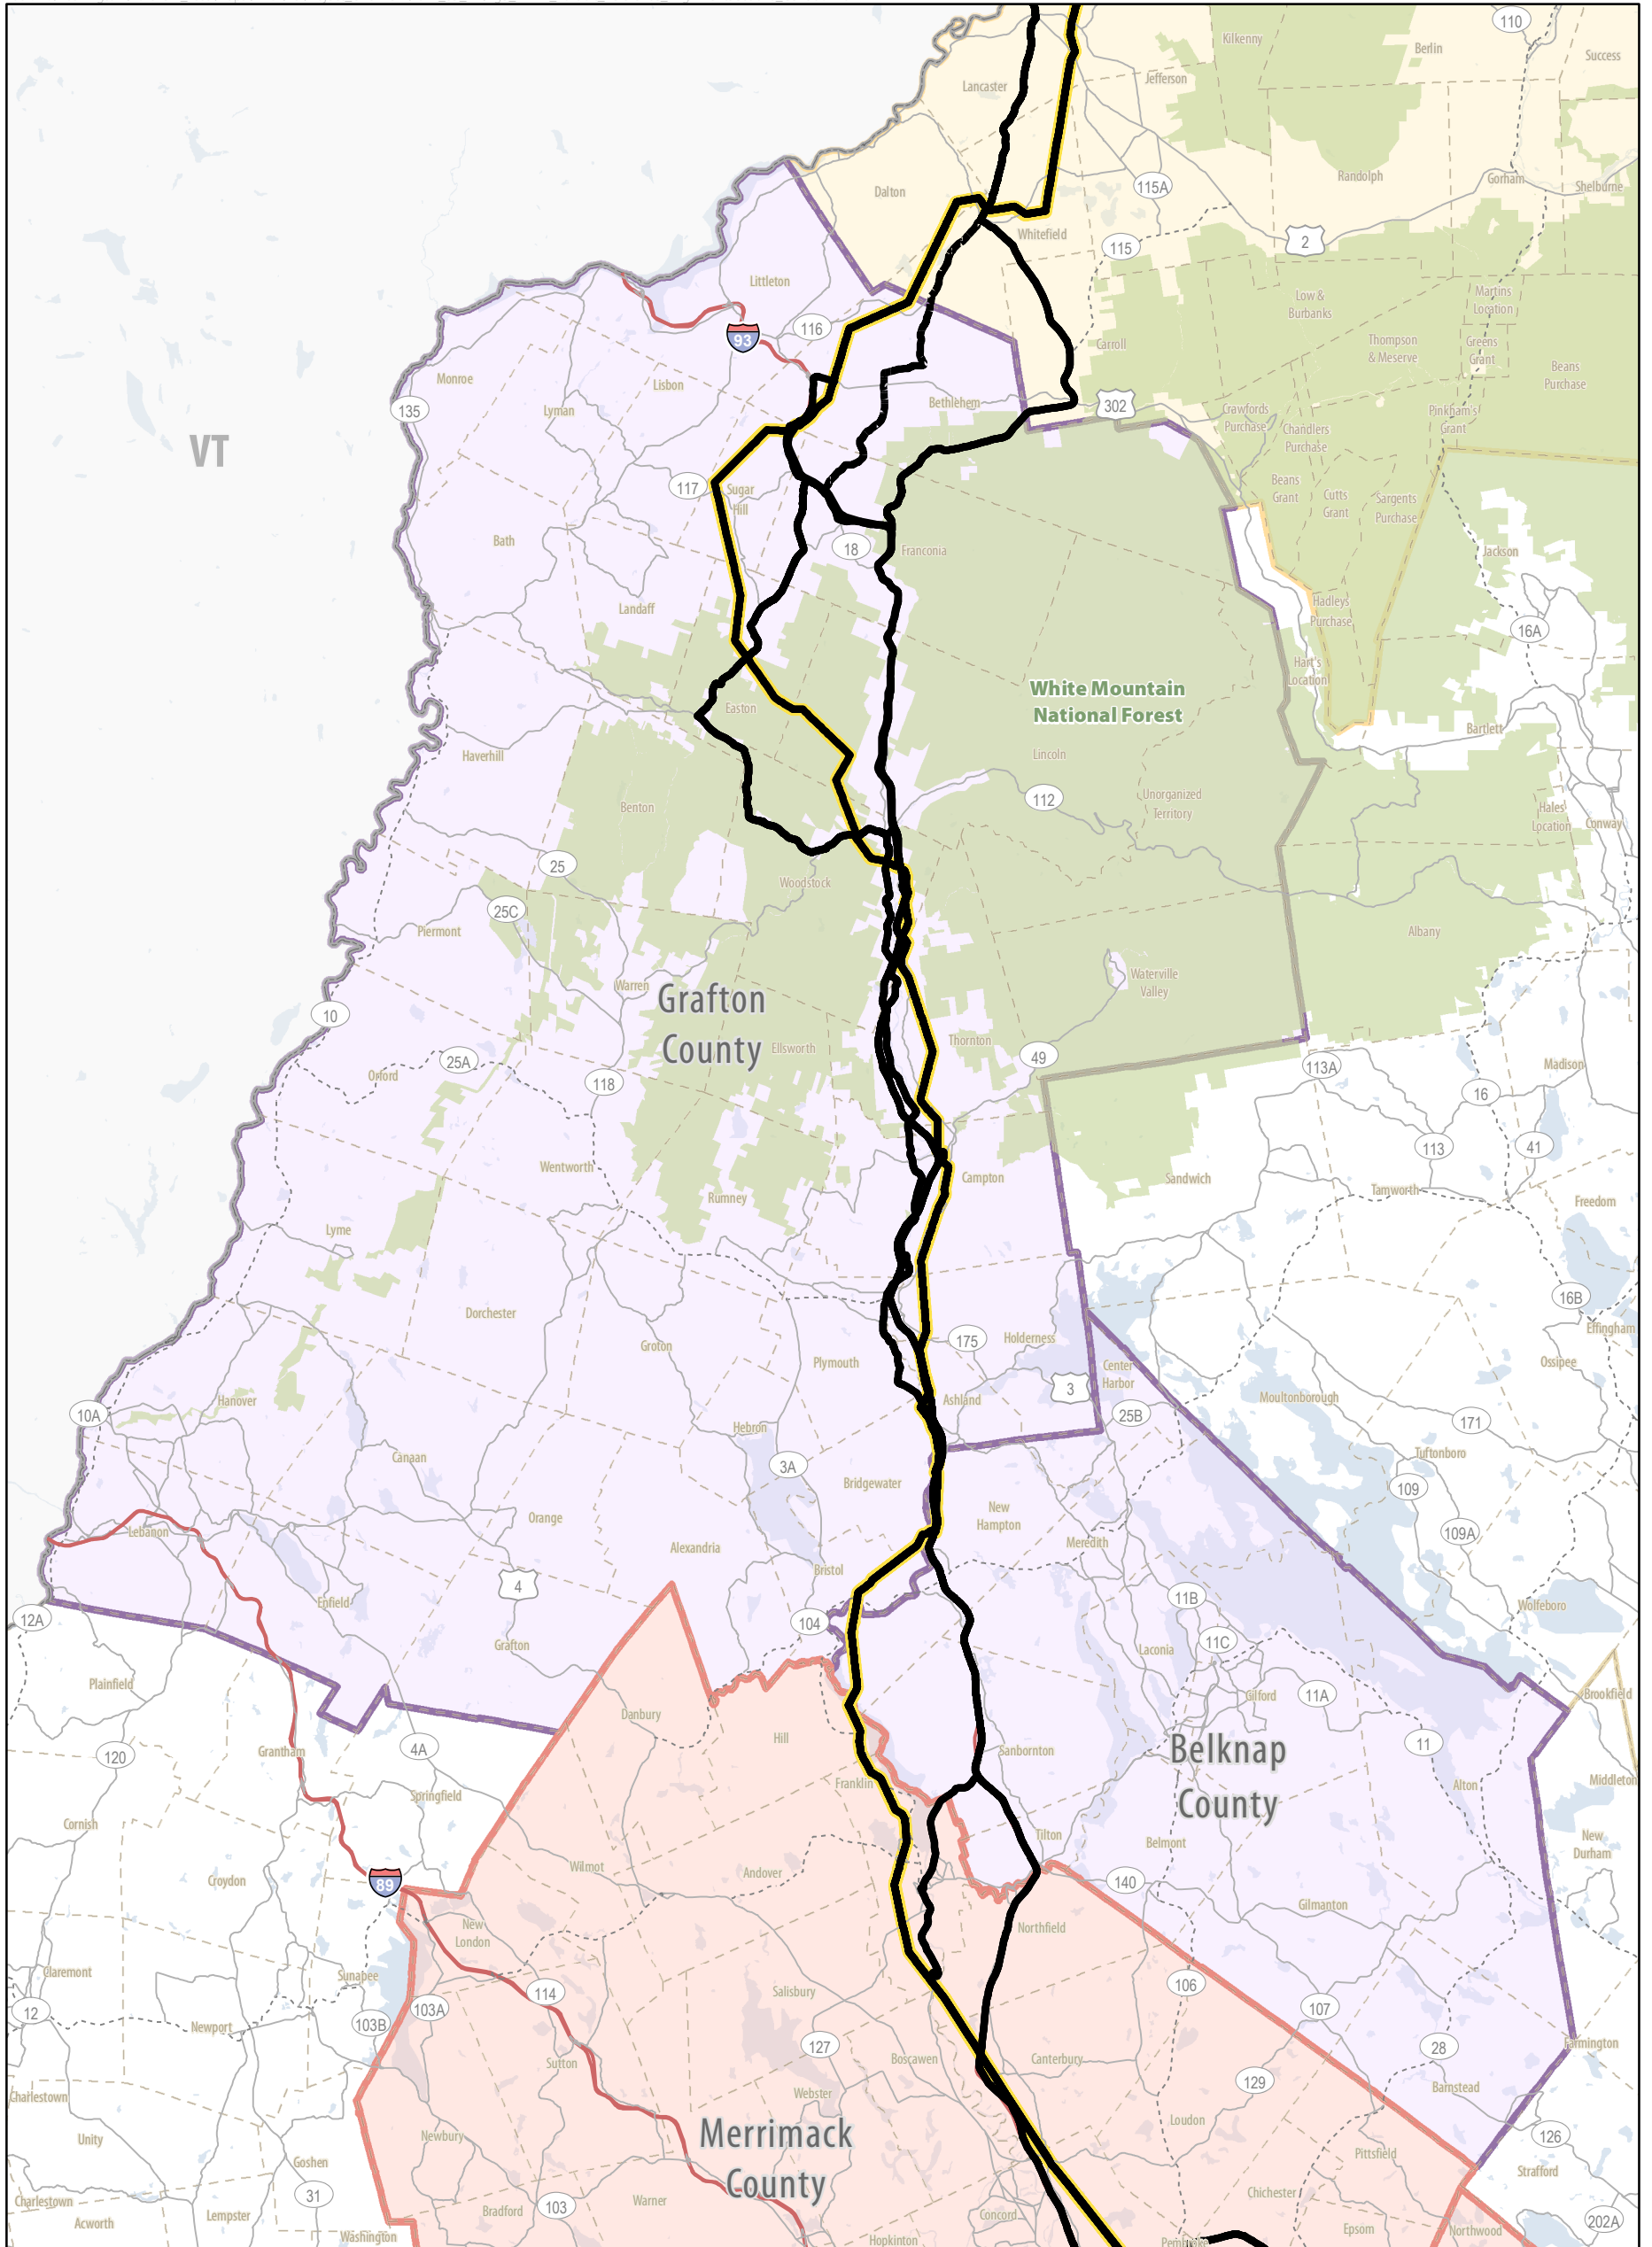 110
Kilkenny
Berlin
Success
Lancaster
Jefferson
Dalton
115A
Randolph
Gorham
Shelburne
Whitefield
115
2
Littleton
Low &
Burbanks
Martins
Location
116
93
Carroll
Thompson
& Meserve
Greens
Grant
Beans
Purchase
Monroe
Lisbon
135
Lyman
Bethlehem
302
Crawfords
Purchase
Chandlers
Purchase
Pinkham's
Grant
VT
117
Sugar
Hill
Beans
Grant
Cutts
Grant
Sargents
Purchase
Bath
18
Franconia
Jackson
Landaff
Hadleys
Purchase
16A
Hart's
Location
White Mountain
National Forest
Easton
Bartlett
Haverhill
Lincoln
Benton
112
Unorganized
Territory
Hales
Location
Conway
25
Woodstock
25C
Piermont
Albany
Warren
Grafton
County
Waterville
Valley
10
Ellsworth
Thornton
49
25A
Orford
118
113A
Madison
16
113
41
Wentworth
Campton
Sandwich
Tamworth
Rumney
Freedom
Lyme
16B
Dorchester
Effingham
Groton
175
Holderness
Plymouth
Center
Harbor
Ossipee
3
Hanover
Ashland
Moultonborough
10A
25B
171
Hebron
Canaan
3A
Bridgewater
Tuftonboro
109
New
Hampton
Orange
Lebanon
Alexandria
Meredith
109A
Bristol
4
Enfield
11B
Wolfeboro
12A
104
11C
Grafton
Laconia
Plainfield
Gilford
11A
Brookfield
Danbury
Hill
120
Grantham
4A
Sanbornton
Belknap
County
11
Springfield
Franklin
Alton
Middleton
Cornish
Tilton
Belmont
New
Durham
Wilmot
Andover
89
Croydon
140
Gilmanton
New
London
Northfield
Claremont
Sunapee
114
Salisbury
106
12
103A
107
103B
Newport
127
28
Farmington
Sutton
Boscawen
Canterbury
129
Charlestown
Webster
Barnstead
Loudon
Unity
Newbury
Merrimack
County
126
Pittsfield
Goshen
Strafford
31
Charlestown
Bradford
103
Warner
Chichester
Acworth
Lempster
Concord
202A
Washington
Hopkinton
Pembroke
Epsom
Northwood